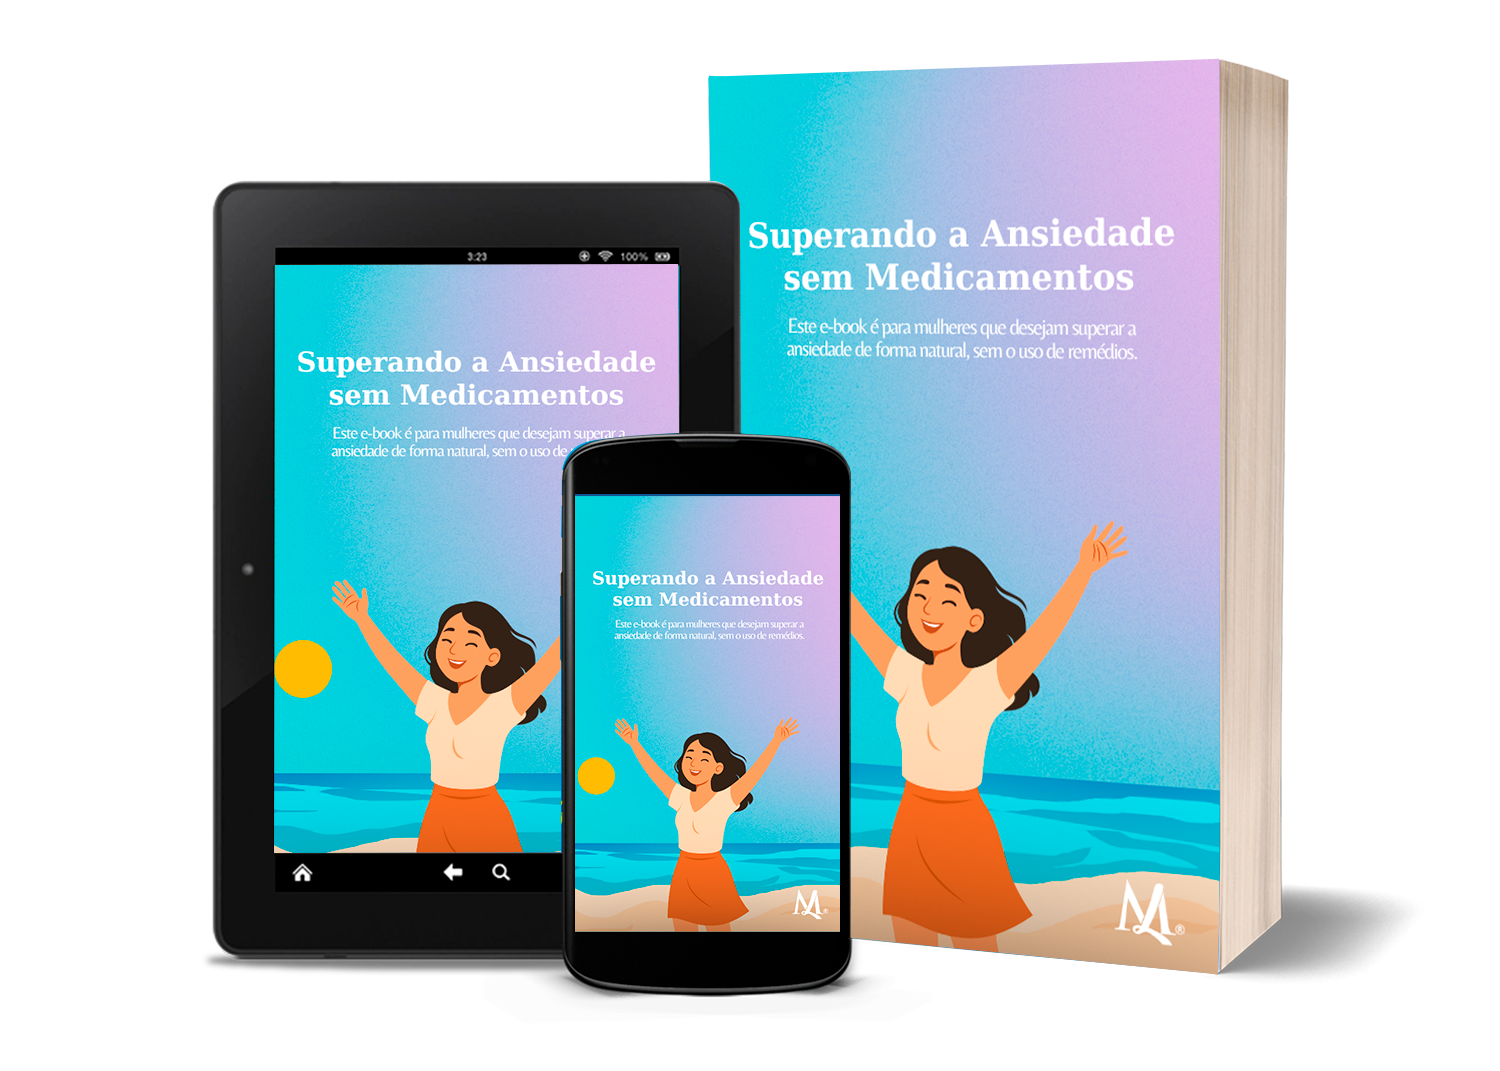 3:23
100%
Superando a Ansiedade
sem Medicamentos
Este e-book é para mulheres que desejam superar a
ansiedade de forma natural, sem o uso de
Superando a Ansiedade
sem Medicamentos
Este e-book é para mulheres que desejam superar a
ansiedade de forma natural, sem o uso de remédios.
ML®
Superando a Ansiedade
sem Medicamentos
Este e-book é para mulheres que desejam superar a
ansiedade de forma natural, sem o uso de remédios.
ML®